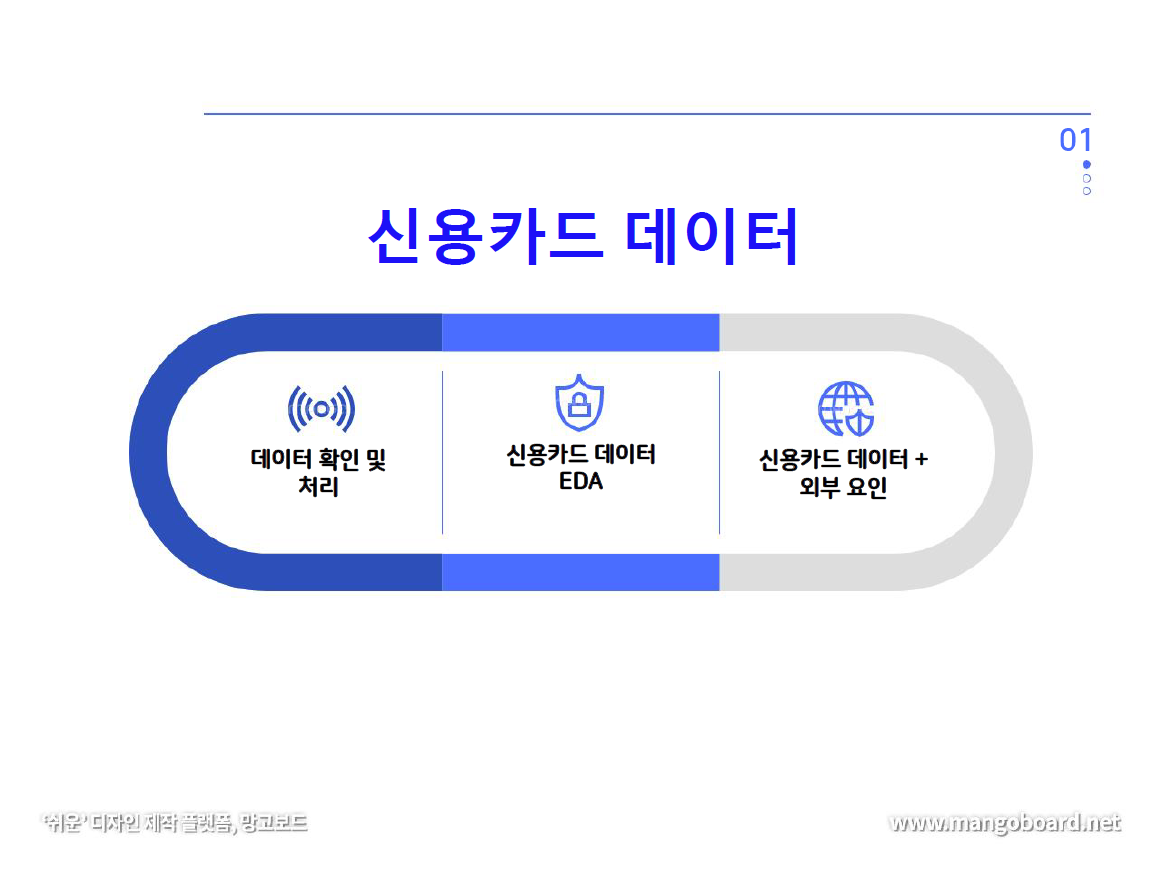 01
신용카드 데이터
데이터 확인 및
처리
신용카드 데이터
EDA
신용카드 데이터 +
외부 요인
'쉬운' 디자인 제작 플랫폼, 망고보드
www.mangoboard.net